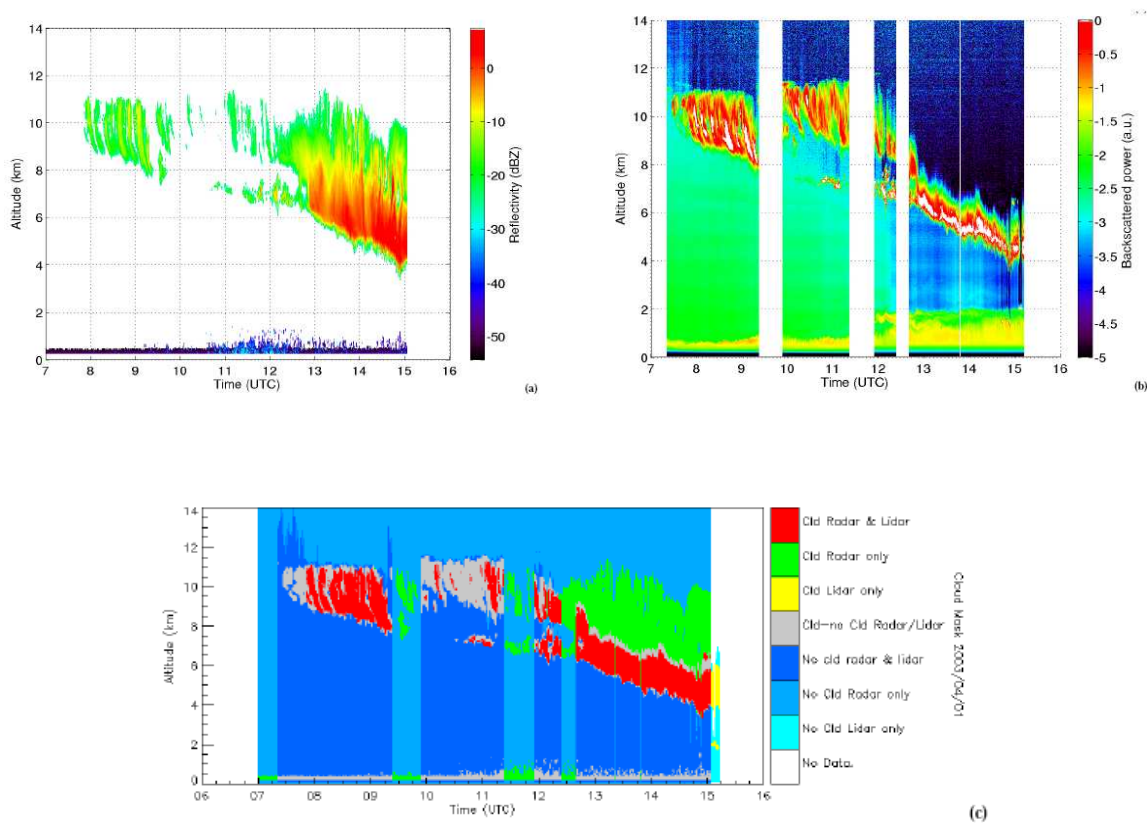 14
12
10
8
6
4
2
0
Altitude (km)
7 8 9 10 11 12 13 14 15 16
Time (UTC)
0
-10
-20
-30
-40
-50
Reflectivity (dBZ)
(a)
14
12
10
8
6
4
2
0
Altitude (km)
7 8 9 10 11 12 13 14 15 16
Time (UTC)
0
-0.5
-1
-1.5
-2
-2.5
-3
-3.5
-4
-4.5
-5
Backscattered power (a.u.)
(b)
14
12
10
8
6
4
2
0
Altitude (km)
06 07 08 09 10 11 12 13 14 15 16
Time (UTC)
Cld Radar & Lidar
Cld Radar only
Cld Lidar only
Cld-no Cld Radar/Lidar
No cld radar & lidar
No Cld Radar only
No Cld Lidar only
No Data.
Cloud Mask 2003/04/01
(c)